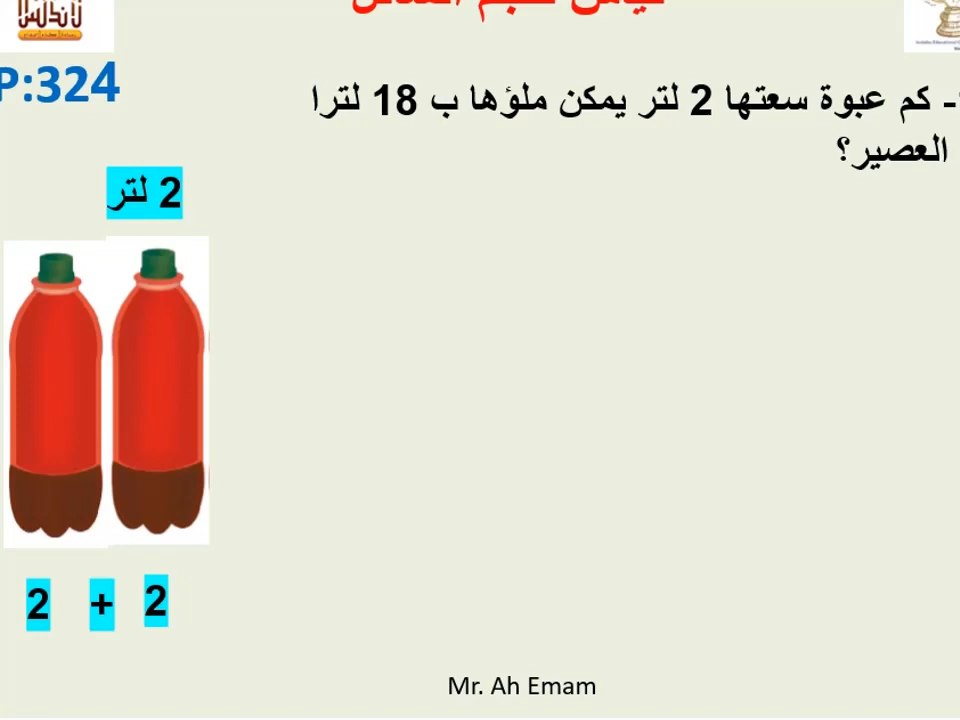 P:324
كم عبوة سعتها 2 لتر يمكن ملؤها ب 18 لترا
العصير؟
2 لتر
2 + 2
Mr. Ah Emam